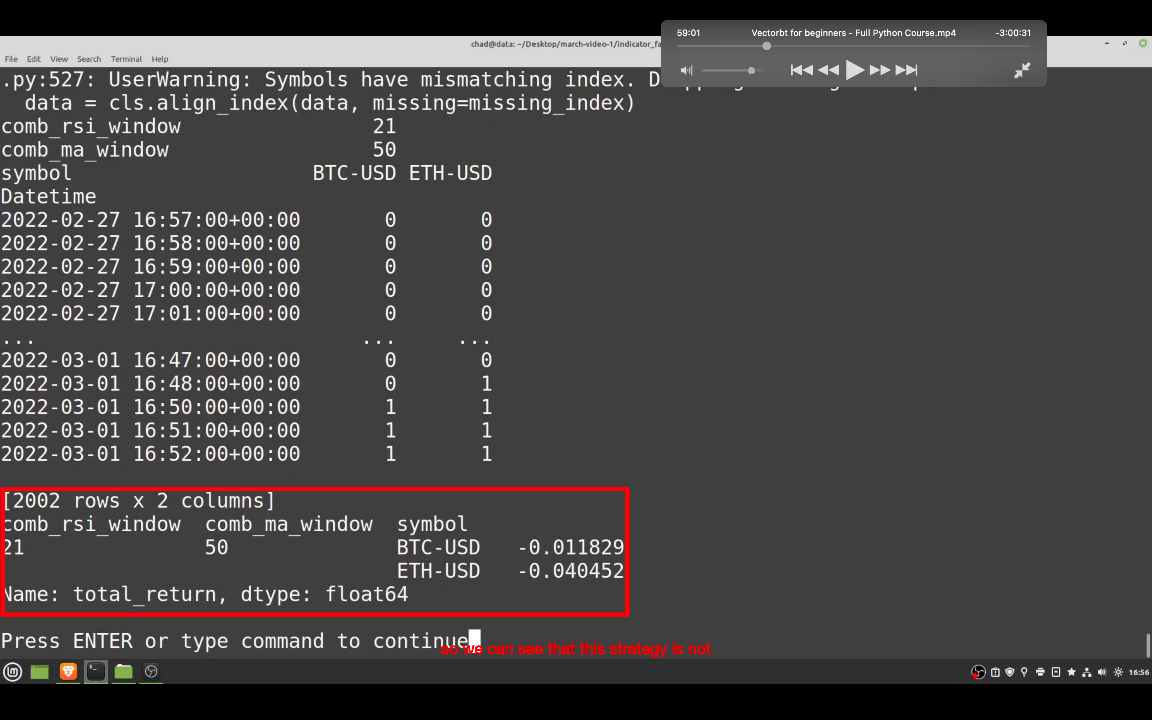 59:01 Vectorbt for beginners - Full Python Course.mp4 -3:00:31
chad@data: ~/Desktop/march-video-1/indicator_fa
File Edit View Search Terminal Help
.py:527: UserWarning: Symbols have mismatching index.
data = cls.align_index(data, missing=missing_index)
comb_rsi_window 21
comb_ma_window 50
symbol BTC-USD ETH-USD
Datetime
2022-02-27 16:57:00+00:00 0 0
2022-02-27 16:58:00+00:00 0 0
2022-02-27 16:59:00+00:00 0 0
2022-02-27 17:00:00+00:00 0 0
2022-02-27 17:01:00+00:00 0 0
... ... ...
2022-03-01 16:47:00+00:00 0 0
2022-03-01 16:48:00+00:00 0 1
2022-03-01 16:50:00+00:00 1 1
2022-03-01 16:51:00+00:00 1 1
2022-03-01 16:52:00+00:00 1 1
[2002 rows x 2 columns]
comb_rsi_window comb_ma_window symbol
21 50 BTC-USD -0.011829
ETH-USD -0.040452
Name: total_return, dtype: float64
Press ENTER or type command to continue
so we can see that this strategy is not
16:56